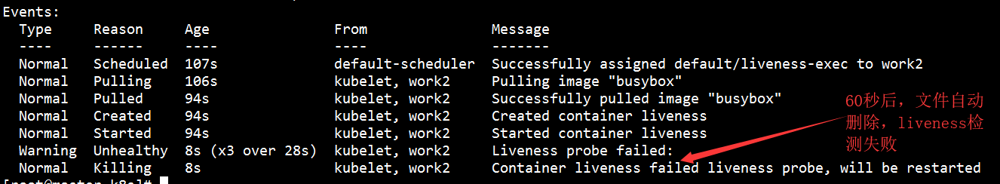 Events:
Type Reason Age From Message
---- ------ ---- ---- -------
Normal Scheduled 107s default-scheduler Successfully assigned default/liveness-exec to work2
Normal Pulling 106s kubelet, work2 Pulling image "busybox"
Normal Pulled 94s kubelet, work2 Successfully pulled image "busybox"
Normal Created 94s kubelet, work2 Created container liveness
Normal Started 94s kubelet, work2 Started container liveness
Warning Unhealthy 8s (x3 over 28s) kubelet, work2 Liveness probe failed:
Normal Killing 8s kubelet, work2 Container liveness failed liveness probe, will be restarted
60秒后，文件自动
删除，liveness检
测失败